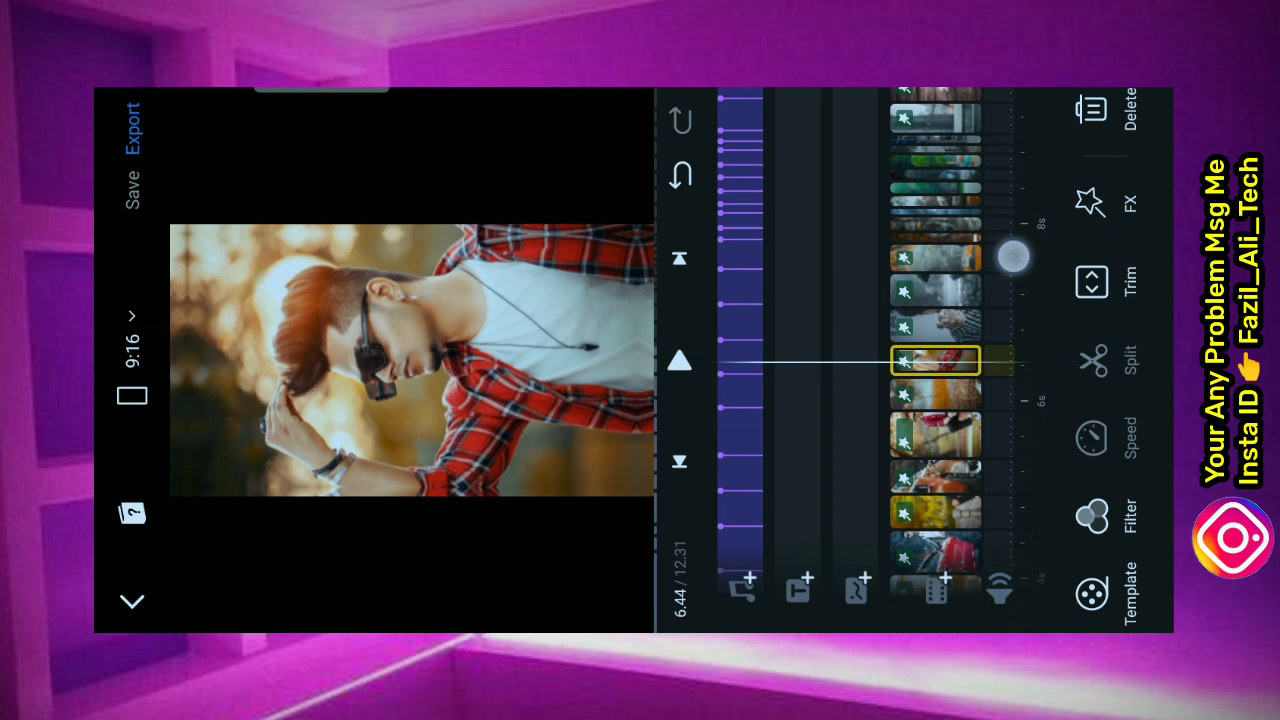 Save
Export
9:16
?
6.44 / 12.31
4s
6s
8s
T
Template
Filter
Speed
Split
Trim
FX
Delete
Your Any Problem Msg Me
Insta ID 👉 Fazil_Ali_Tech